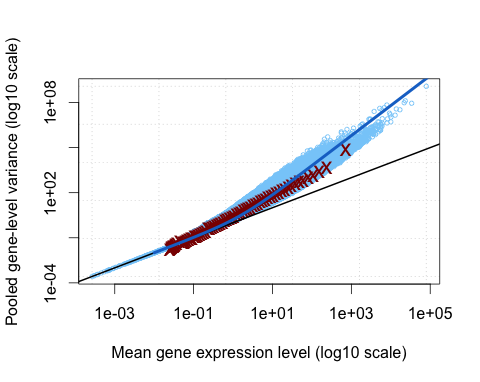 Pooled gene-level variance (log10 scale)
1e+08
1e+02
1e-04
1e-03
1e-01
1e+01
1e+03
1e+05
Mean gene expression level (log10 scale)